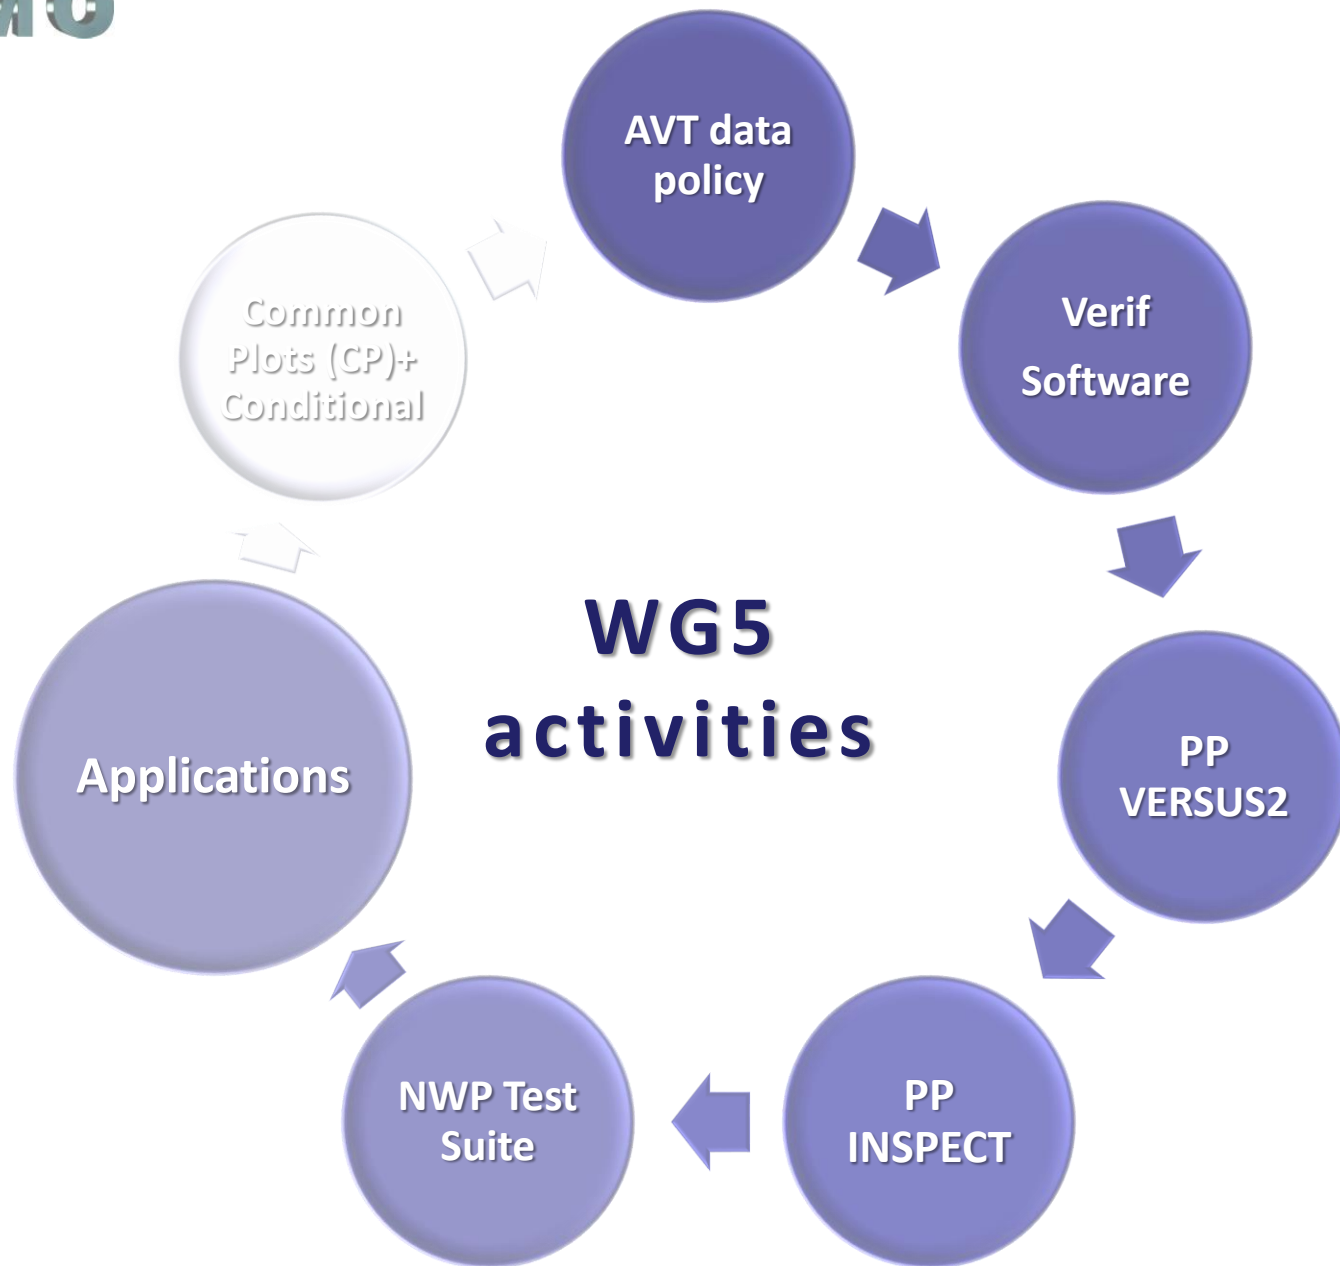 AVT data
policy
Verif
Software
PP
VERSUS2
PP
INSPECT
NWP Test
Suite
Applications
Common
Plots (CP)+
Conditional
WG5
activities